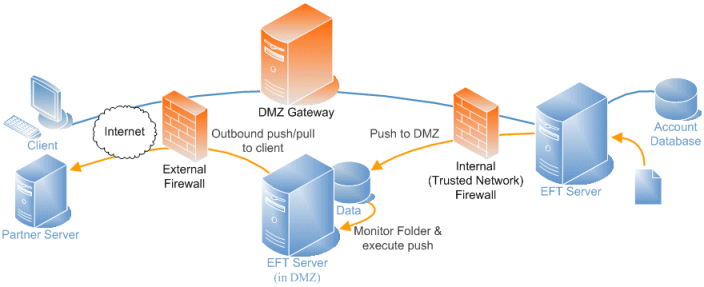 DMZ Gateway
Client
Internet
External
Firewall
Outbound push/pull
to client
Push to DMZ
Internal
(Trusted Network)
Firewall
Account
Database
EFT Server
Partner Server
Data
Monitor Folder &
execute push
EFT Server
(in DMZ)